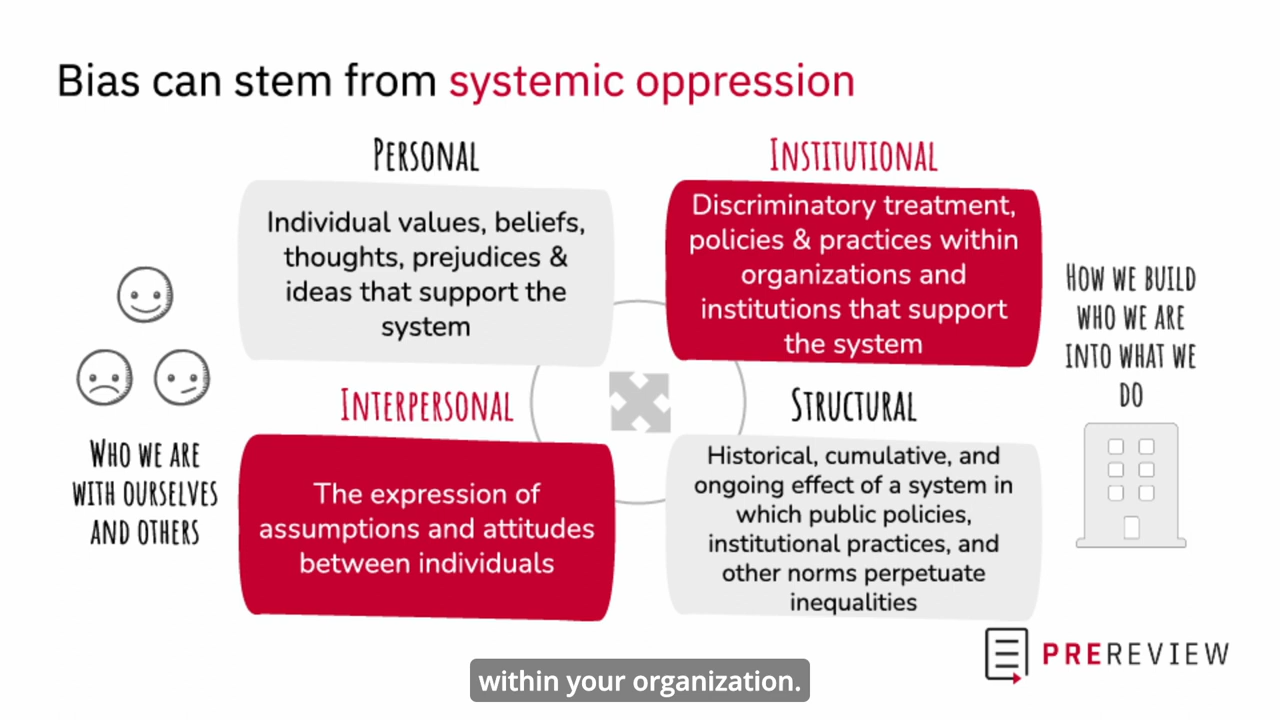 Bias can stem from systemic oppression
PERSONAL
Individual values, beliefs,
thoughts, prejudices &
ideas that support the
system
INSTITUTIONAL
Discriminatory treatment,
policies & practices within
organizations and
institutions that support
the system
INTERPERSONAL
The expression of
assumptions and attitudes
between individuals
STRUCTURAL
Historical, cumulative, and
ongoing effect of a system in
which public policies,
institutional practices, and
other norms perpetuate
inequalities
WHO WE ARE
WITH OURSELVES
AND OTHERS
HOW WE BUILD
WHO WE ARE
INTO WHAT WE
DO
PREREVIEW
within your organization.